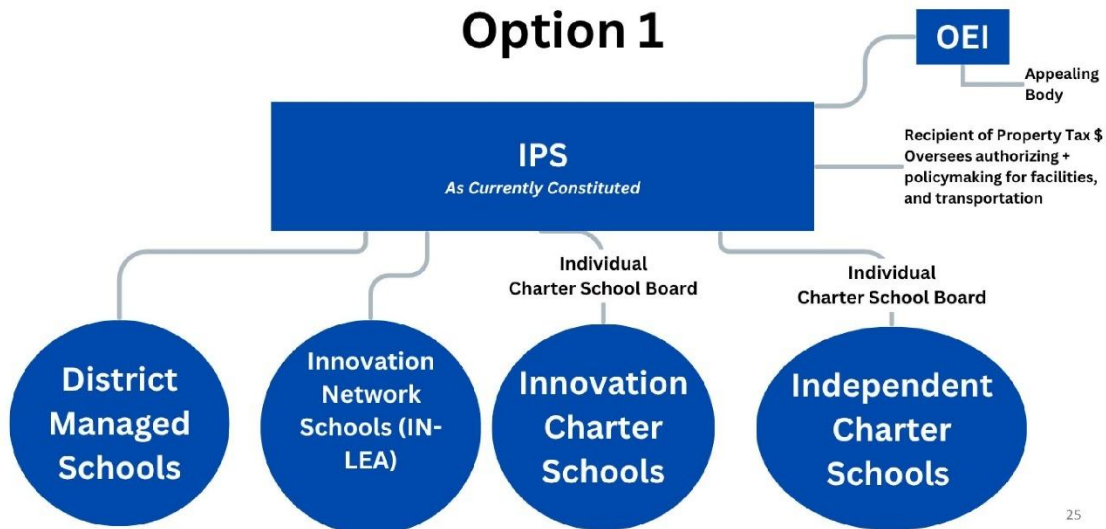 Option 1
OEI
Appealing
Body
IPS
As Currently Constituted
Recipient of Property Tax $
Oversees authorizing +
policymaking for facilities,
and transportation
Individual
Charter School Board
Individual
Charter School Board
District
Managed
Schools
Innovation
Network
Schools (IN-
LEA)
Innovation
Charter
Schools
Independent
Charter
Schools
25